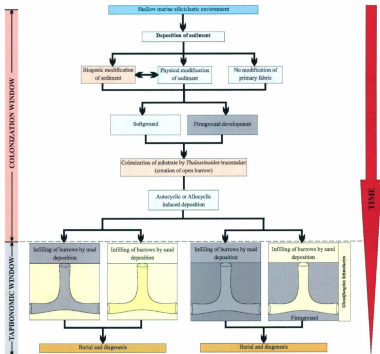 Shallow marine siliciclastic environment
Deposition of sediment
Biogenic modification
of sediment
Physical modification
of sediment
No modification of
primary fabric
Softground
Firmground development
Colonization of substrate by Thalassinoides tracemaker
(creation of open burrow)
Autocyclic or Allocyclic
induced deposition
Infilling of burrows by mud
deposition
Infilling of burrows by sand
deposition
Infilling of burrows by mud
deposition
Infilling of burrows by sand
deposition
Firmground
Burial and diagenesis
Burial and diagenesis
COLONIZATION WINDOW
TAPHRONOMIC WINDOW
Glossifungites Ichnofacies
TIME